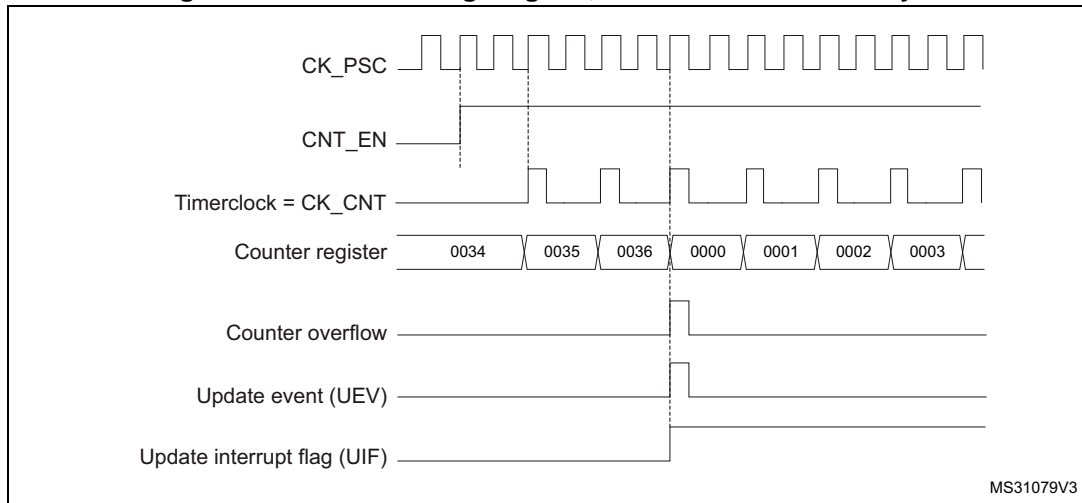 CK_PSC
CNT_EN
Timerclock = CK_CNT
Counter register 0034 0035 0036 0000 0001 0002 0003
Counter overflow
Update event (UEV)
Update interrupt flag (UIF)
MS31079V3